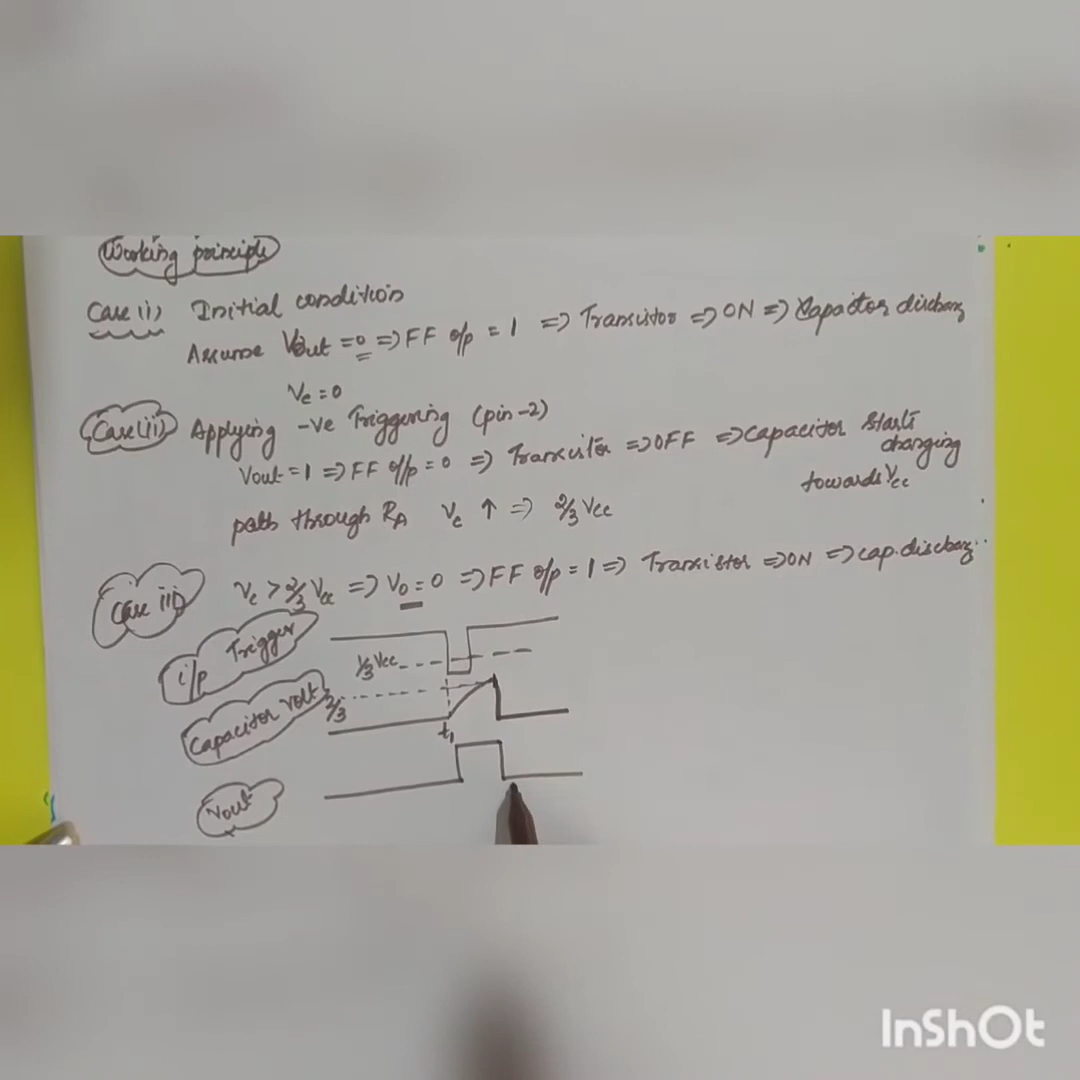 Working principle
Case (i) Initial condition
Assume Vout = 0 => FF o/p = 1 => Transistor => ON => Capacitor discharg
Vc = 0
Case (ii) Applying -ve Triggering (pin-2)
Vout = 1 => FF o/p = 0 => Transistor => OFF => capacitor starts charging towards Vcc
path through RA Vc ↑ => 2/3 Vcc
Case iii) Vc > 2/3 Vcc => Vo = 0 => FF o/p = 1 => Transistor => ON => cap. discharg..
i/p Trigger
1/3 Vcc
Capacitor volt
2/3
t1
Vout
InShOt